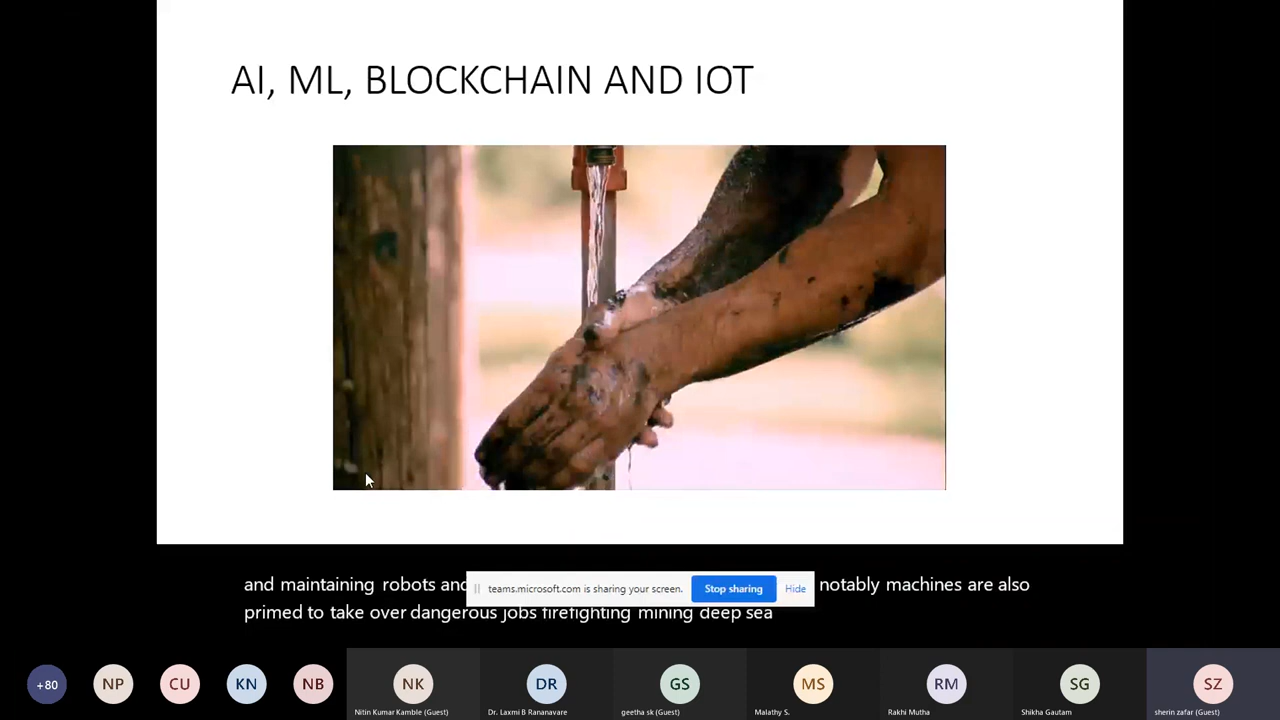 AI, ML, BLOCKCHAIN AND IOT
and maintaining robots and notably machines are also
teams.microsoft.com is sharing your screen. Stop sharing Hide
primed to take over dangerous jobs firefighting mining deep sea
+80 NP CU KN NB NK DR GS MS RM SG SZ
Nitin Kumar Kamble (Guest) Dr. Laxmi B Rananavare geetha sk (Guest) Malathy S. Rakhi Mutha Shikha Gautam sherin zafar (Guest)